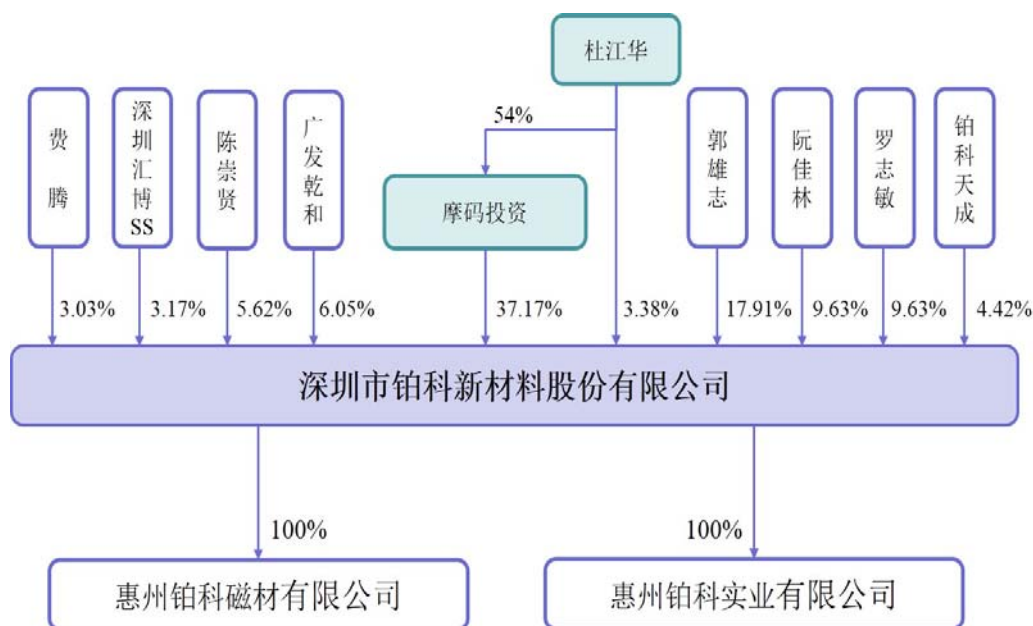 杜江华
54%
费腾
深圳汇博SS
陈崇贤
广发乾和
摩码投资
郭雄志
阮佳林
罗志敏
铂科天成
3.03%
3.17%
5.62%
6.05%
37.17%
3.38%
17.91%
9.63%
9.63%
4.42%
深圳市铂科新材料股份有限公司
100%
100%
惠州铂科磁材有限公司
惠州铂科实业有限公司